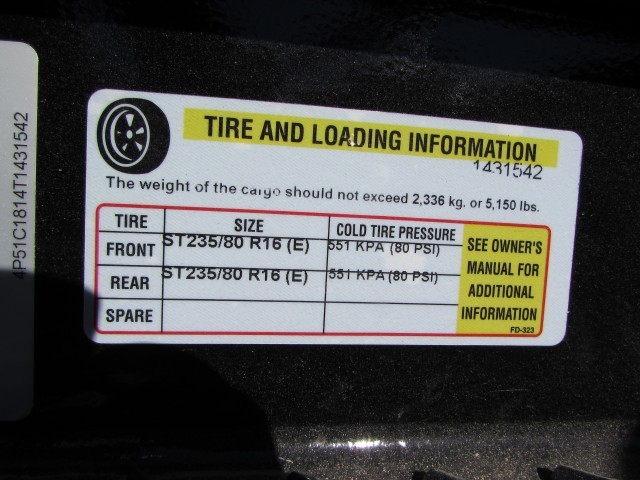 4P51C1814T1431542
TIRE AND LOADING INFORMATION
1431542
The weight of the cargo should not exceed 2,336 kg. or 5,150 lbs.
TIRE SIZE COLD TIRE PRESSURE
FRONT ST235/80 R16 (E) 551 KPA (80 PSI)
REAR ST235/80 R16 (E) 551 KPA (80 PSI)
SPARE
SEE OWNER'S
MANUAL FOR
ADDITIONAL
INFORMATION
FD-323